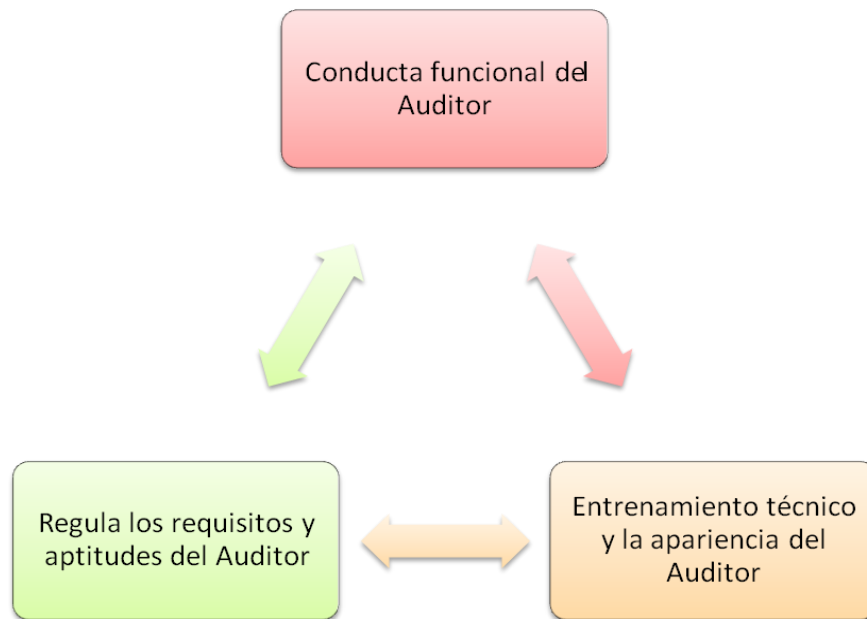 Conducta funcional del
Auditor
Regula los requisitos y
aptitudes del Auditor
Entrenamiento técnico
y la apariencia del
Auditor